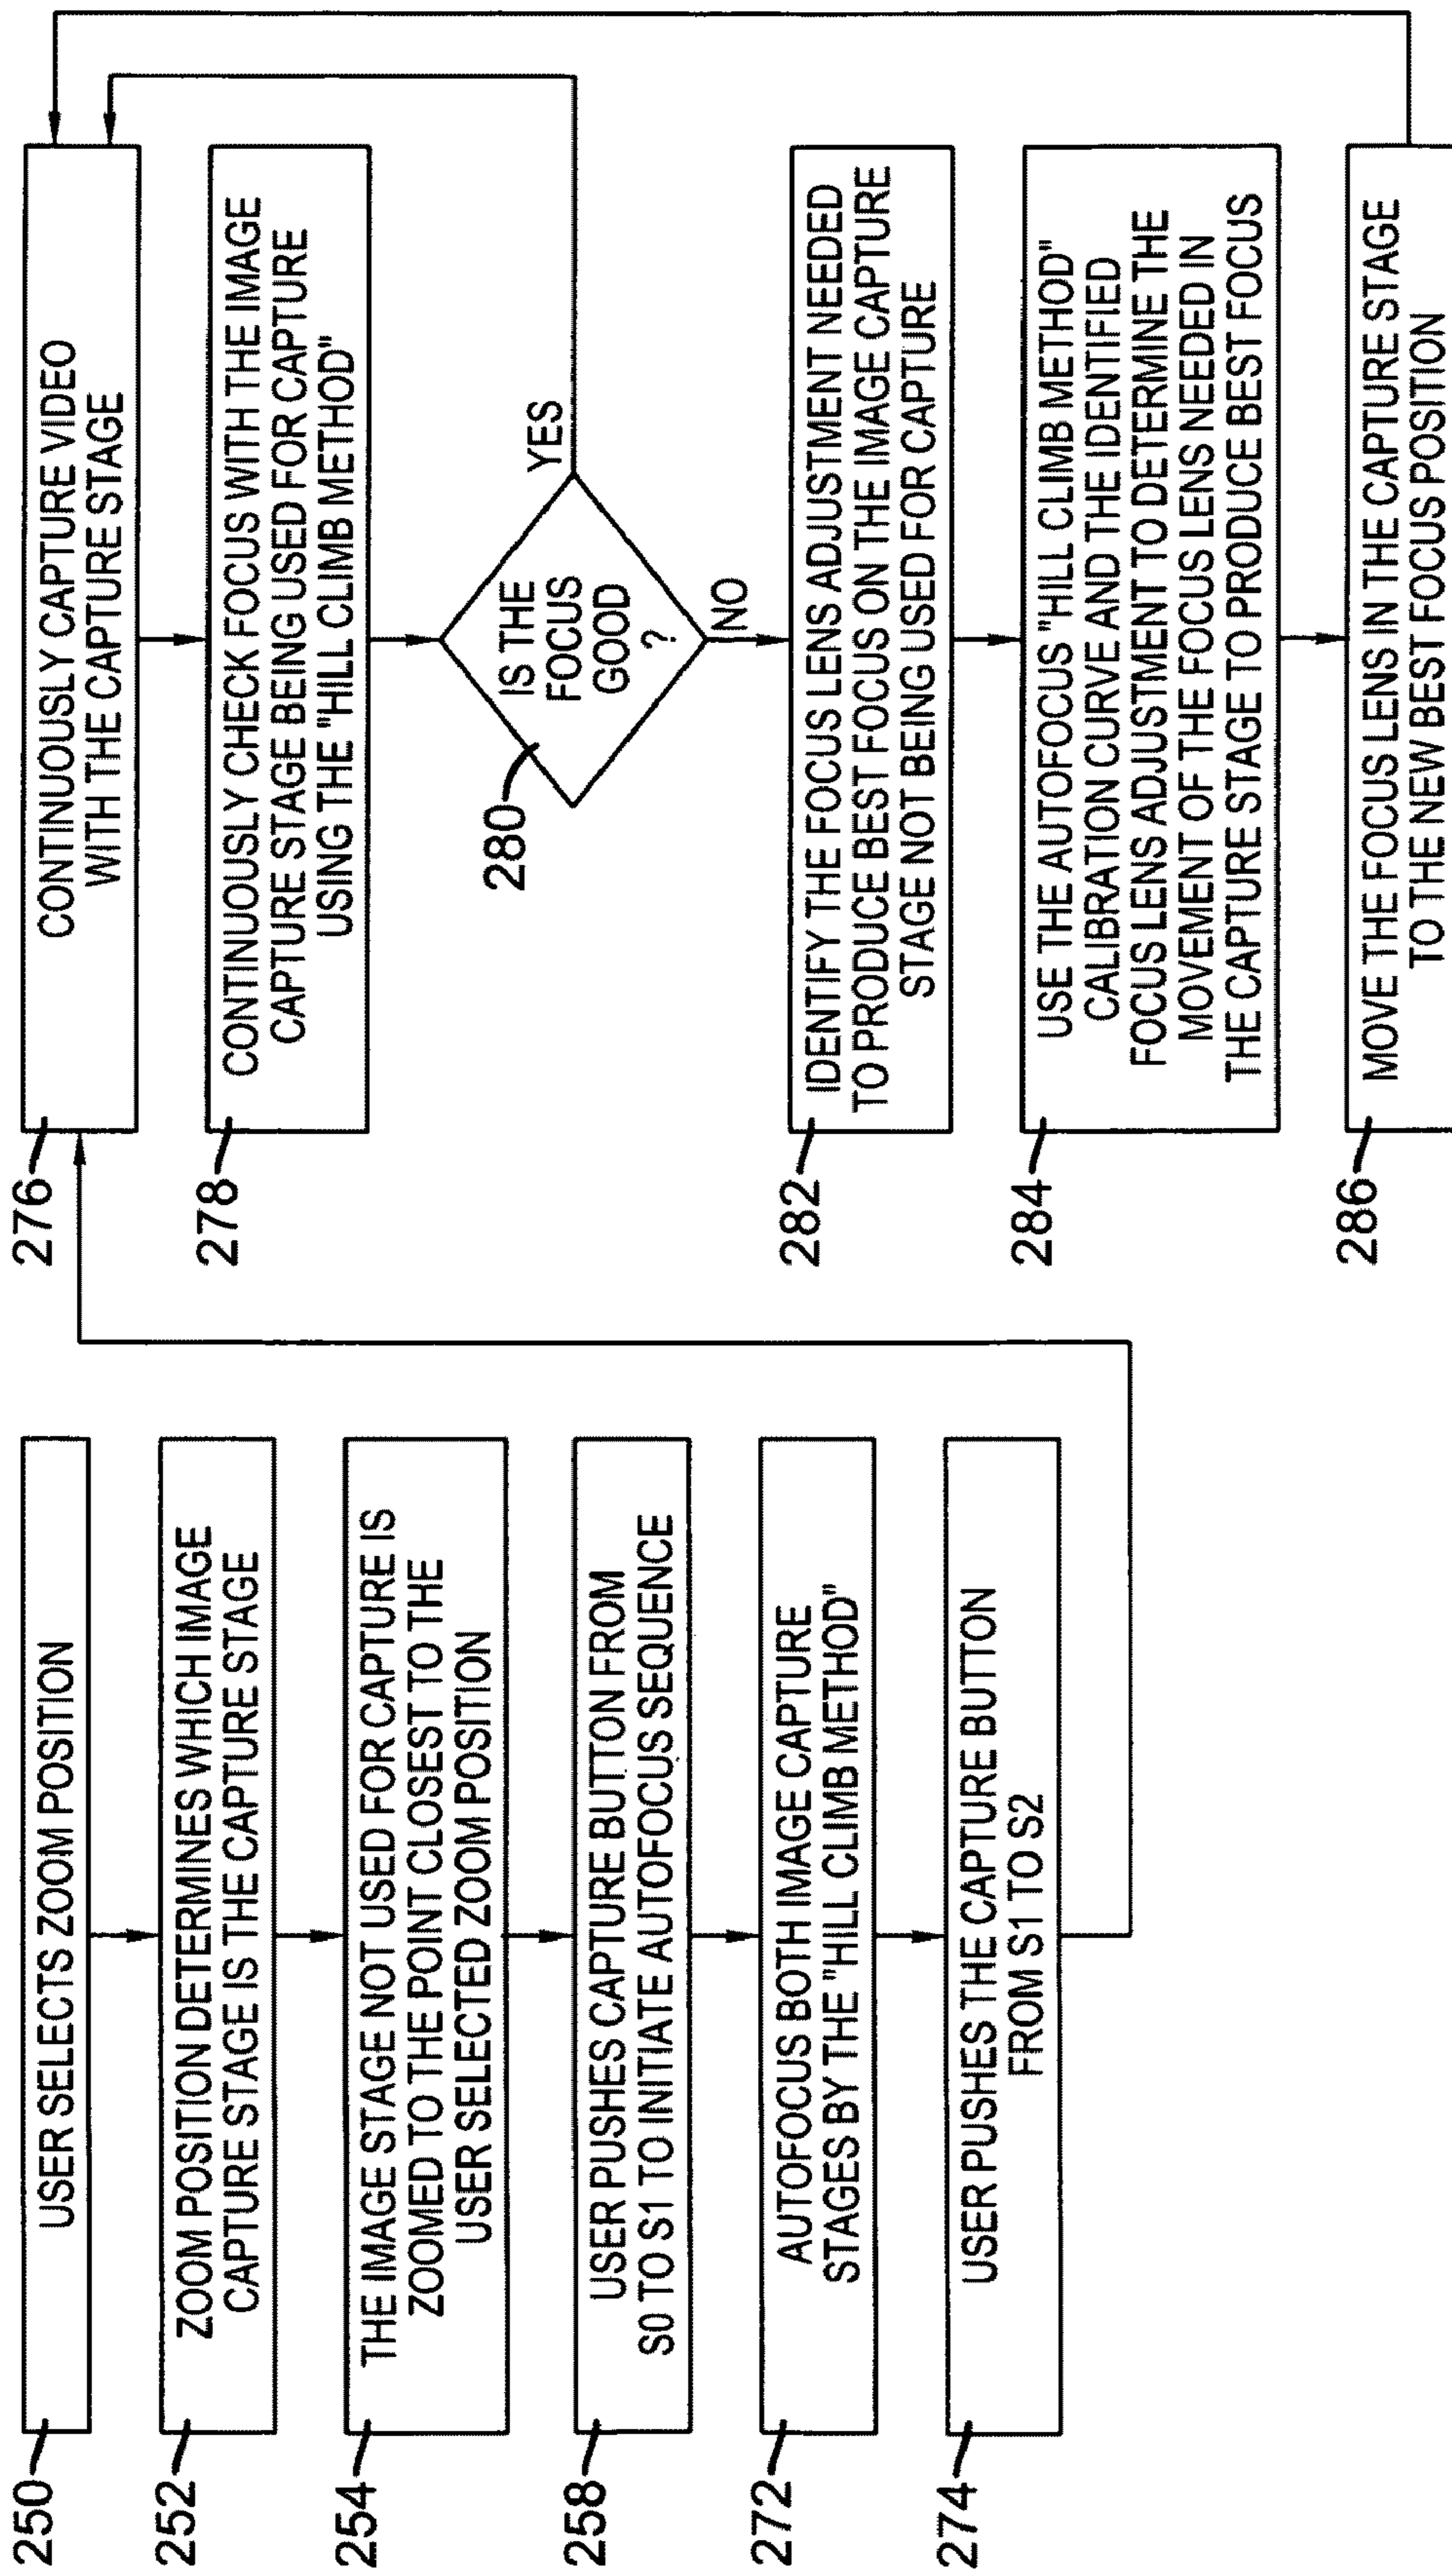 250
USER SELECTS ZOOM POSITION
252
ZOOM POSITION DETERMINES WHICH IMAGE
CAPTURE STAGE IS THE CAPTURE STAGE
254
THE IMAGE STAGE NOT USED FOR CAPTURE IS
ZOOMED TO THE POINT CLOSEST TO THE
USER SELECTED ZOOM POSITION
258
USER PUSHES CAPTURE BUTTON FROM
S0 TO S1 TO INITIATE AUTOFOCUS SEQUENCE
272
AUTOFOCUS BOTH IMAGE CAPTURE
STAGES BY THE "HILL CLIMB METHOD"
274
USER PUSHES THE CAPTURE BUTTON
FROM S1 TO S2
276
CONTINUOUSLY CAPTURE VIDEO
WITH THE CAPTURE STAGE
278
CONTINUOUSLY CHECK FOCUS WITH THE IMAGE
CAPTURE STAGE BEING USED FOR CAPTURE
USING THE "HILL CLIMB METHOD"
280
IS THE
FOCUS
GOOD
?
YES
NO
282
IDENTIFY THE FOCUS LENS ADJUSTMENT NEEDED
TO PRODUCE BEST FOCUS ON THE IMAGE CAPTURE
STAGE NOT BEING USED FOR CAPTURE
284
USE THE AUTOFOCUS "HILL CLIMB METHOD"
CALIBRATION CURVE AND THE IDENTIFIED
FOCUS LENS ADJUSTMENT TO DETERMINE THE
MOVEMENT OF THE FOCUS LENS NEEDED IN
THE CAPTURE STAGE TO PRODUCE BEST FOCUS
286
MOVE THE FOCUS LENS IN THE CAPTURE STAGE
TO THE NEW BEST FOCUS POSITION